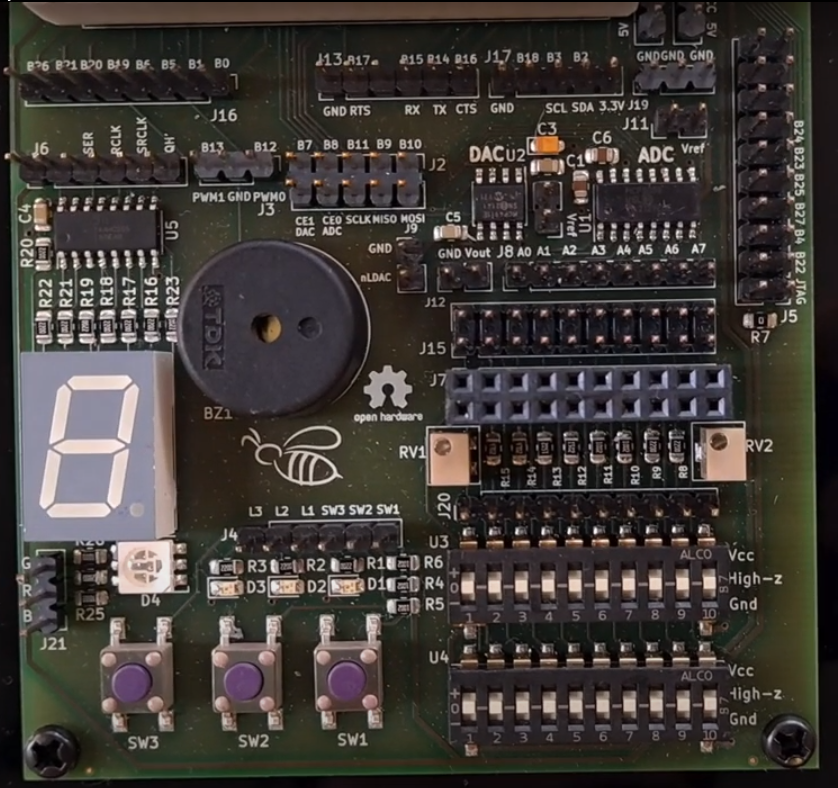 5V 5V
B26 B21 B20 B19 B6 B5 B1 B0
J16
J13 B17 B15 B14 B16
GND RTS RX TX CTS
J17 B18 B3 B2
GND SCL SDA 3.3V
GND GND GND
J19
J11
Vref
J6 SER RCLK SRCLK QH'
B13 B12
PWM1 GND PWM0
J3
B7 B8 B11 B9 B10
J2
CE1 CE0 SCLK MISO MOSI
DAC ADC
DAC U2
C3
C1
C6
ADC
Vref
U1
B24 B23 B25 B27 B4 B22 JTAG
J5
R7
C4
R20
U5
J9
GND
nLDAC
C5
GND Vout
J12
J8 A0 A1 A2 A3 A4 A5 A6 A7
R22 R21 R19 R18 R17 R16 R23
TDK
BZ1
open hardware
J15
J7
RV1
RV2
R15 R14 R13 R12 R11 R10 R9 R8
J20
J4
L3 L2 L1 SW3 SW2 SW1
R3 R2 R1 R6
D3 D2 D1 R4
R5
G
R
B
R26
R25
D4
J21
U3
ALCO
Vcc
High-z
Gnd
+
0
-
1 2 3 4 5 6 7 8 9 10
U4
ALCO
Vcc
High-z
Gnd
+
0
-
1 2 3 4 5 6 7 8 9 10
SW3 SW2 SW1